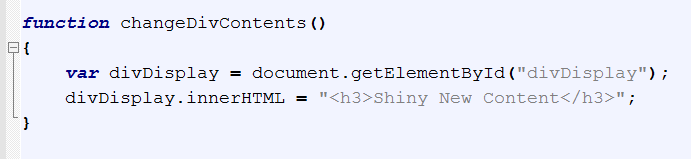 function changeDivContents()
{
var divDisplay = document.getElementById("divDisplay");
divDisplay.innerHTML = "<h3>Shiny New Content</h3>";
}